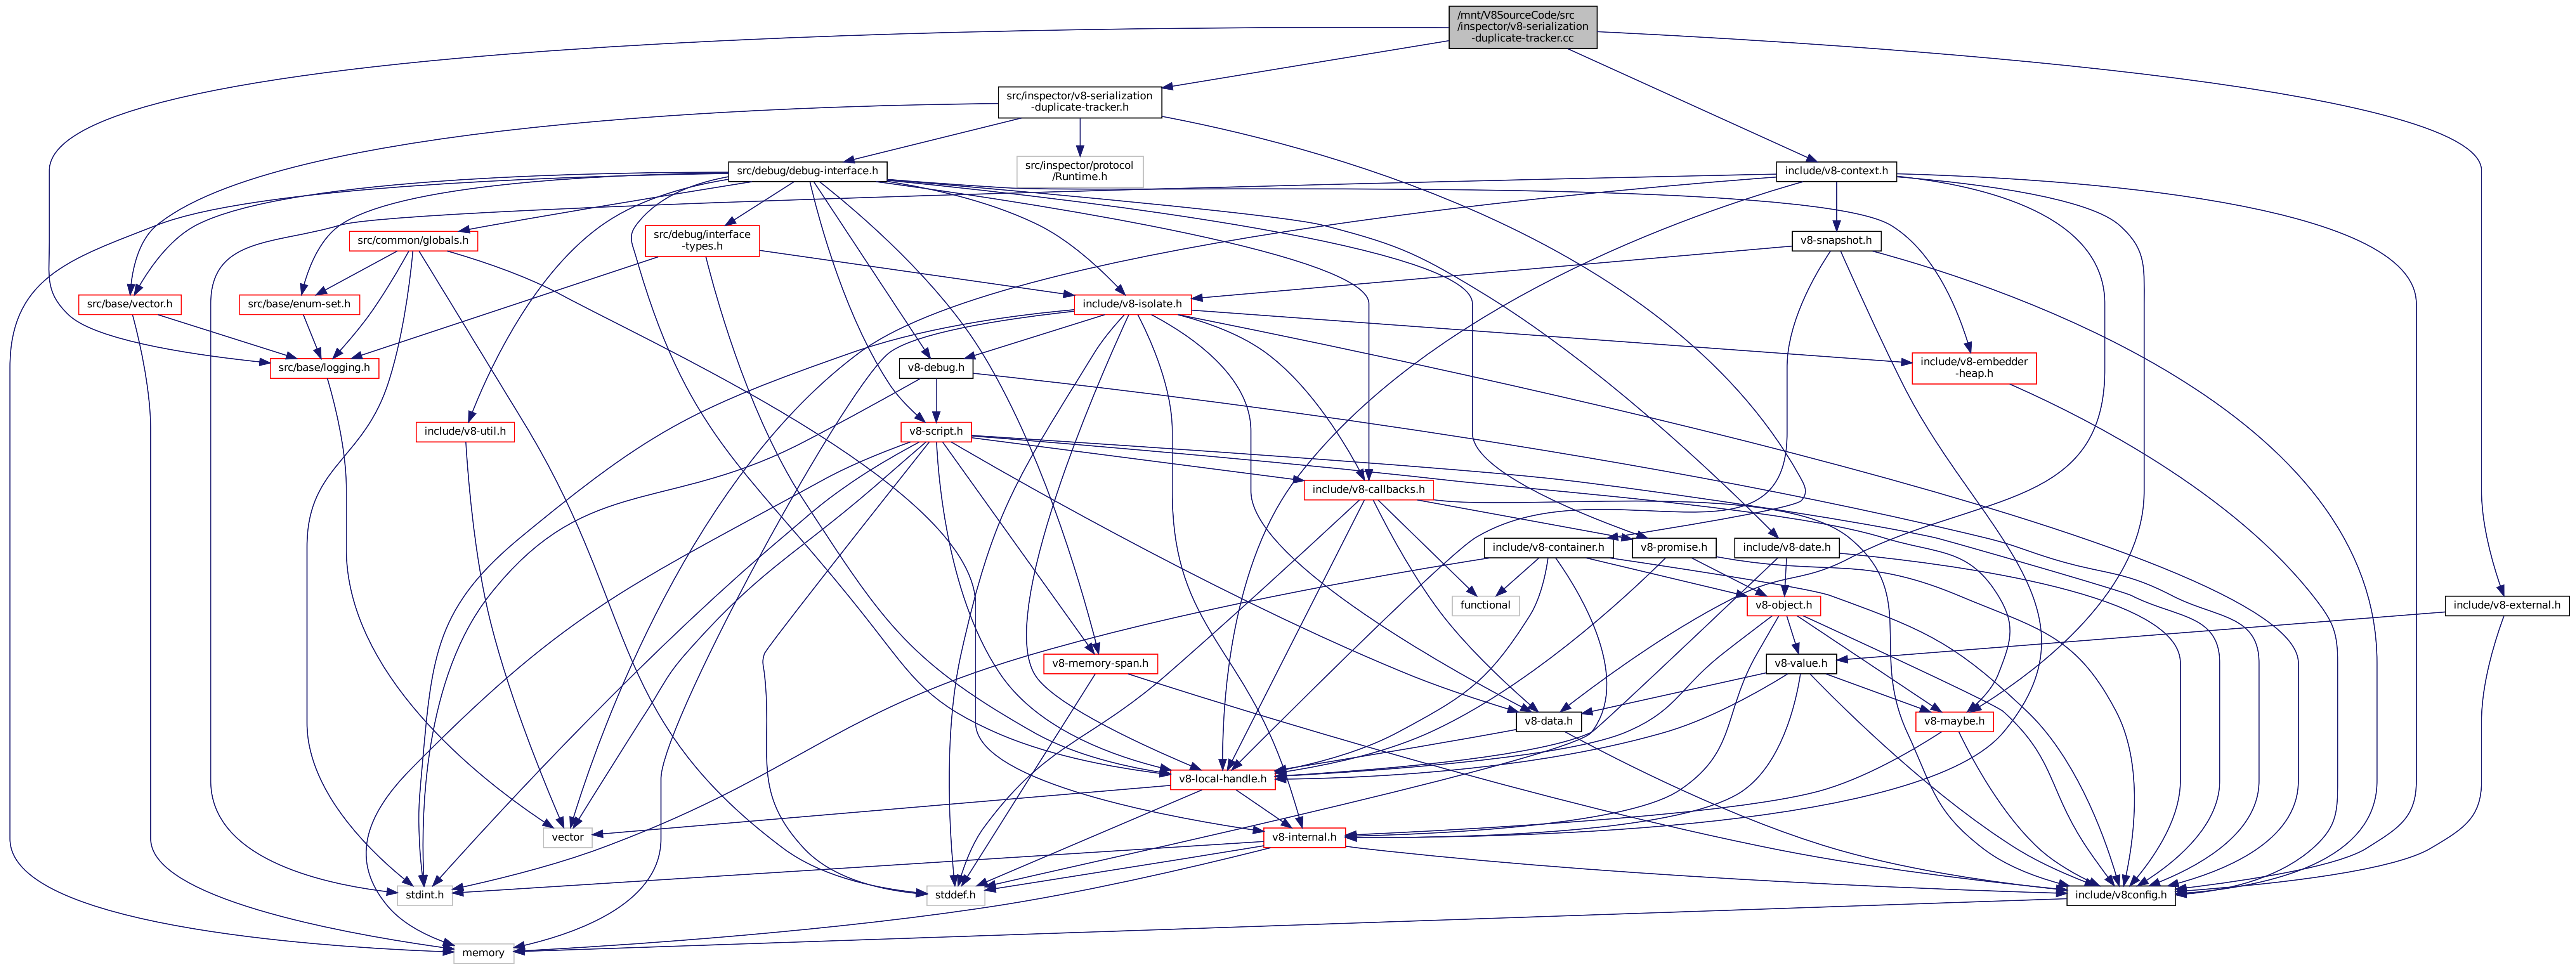 /mnt/V8SourceCode/src
/inspector/v8-serialization
-duplicate-tracker.cc
src/inspector/v8-serialization
-duplicate-tracker.h
src/debug/debug-interface.h
src/inspector/protocol
/Runtime.h
include/v8-context.h
src/common/globals.h
src/debug/interface
-types.h
v8-snapshot.h
src/base/vector.h
src/base/enum-set.h
include/v8-isolate.h
src/base/logging.h
v8-debug.h
include/v8-embedder
-heap.h
include/v8-util.h
v8-script.h
include/v8-callbacks.h
include/v8-container.h
v8-promise.h
include/v8-date.h
functional
v8-object.h
include/v8-external.h
v8-memory-span.h
v8-value.h
v8-data.h
v8-maybe.h
v8-local-handle.h
vector
v8-internal.h
stdint.h
stddef.h
include/v8config.h
memory